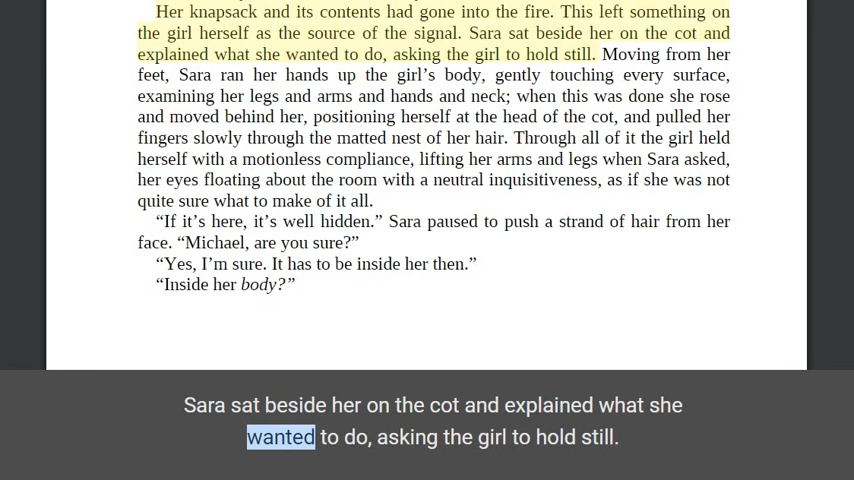 Her knapsack and its contents had gone into the fire. This left something on
the girl herself as the source of the signal. Sara sat beside her on the cot and
explained what she wanted to do, asking the girl to hold still. Moving from her
feet, Sara ran her hands up the girl’s body, gently touching every surface,
examining her legs and arms and hands and neck; when this was done she rose
and moved behind her, positioning herself at the head of the cot, and pulled her
fingers slowly through the matted nest of her hair. Through all of it the girl held
herself with a motionless compliance, lifting her arms and legs when Sara asked,
her eyes floating about the room with a neutral inquisitiveness, as if she was not
quite sure what to make of it all.
“If it’s here, it’s well hidden.” Sara paused to push a strand of hair from her
face. “Michael, are you sure?”
“Yes, I’m sure. It has to be inside her then.”
“Inside her body?”
Sara sat beside her on the cot and explained what she
wanted to do, asking the girl to hold still.